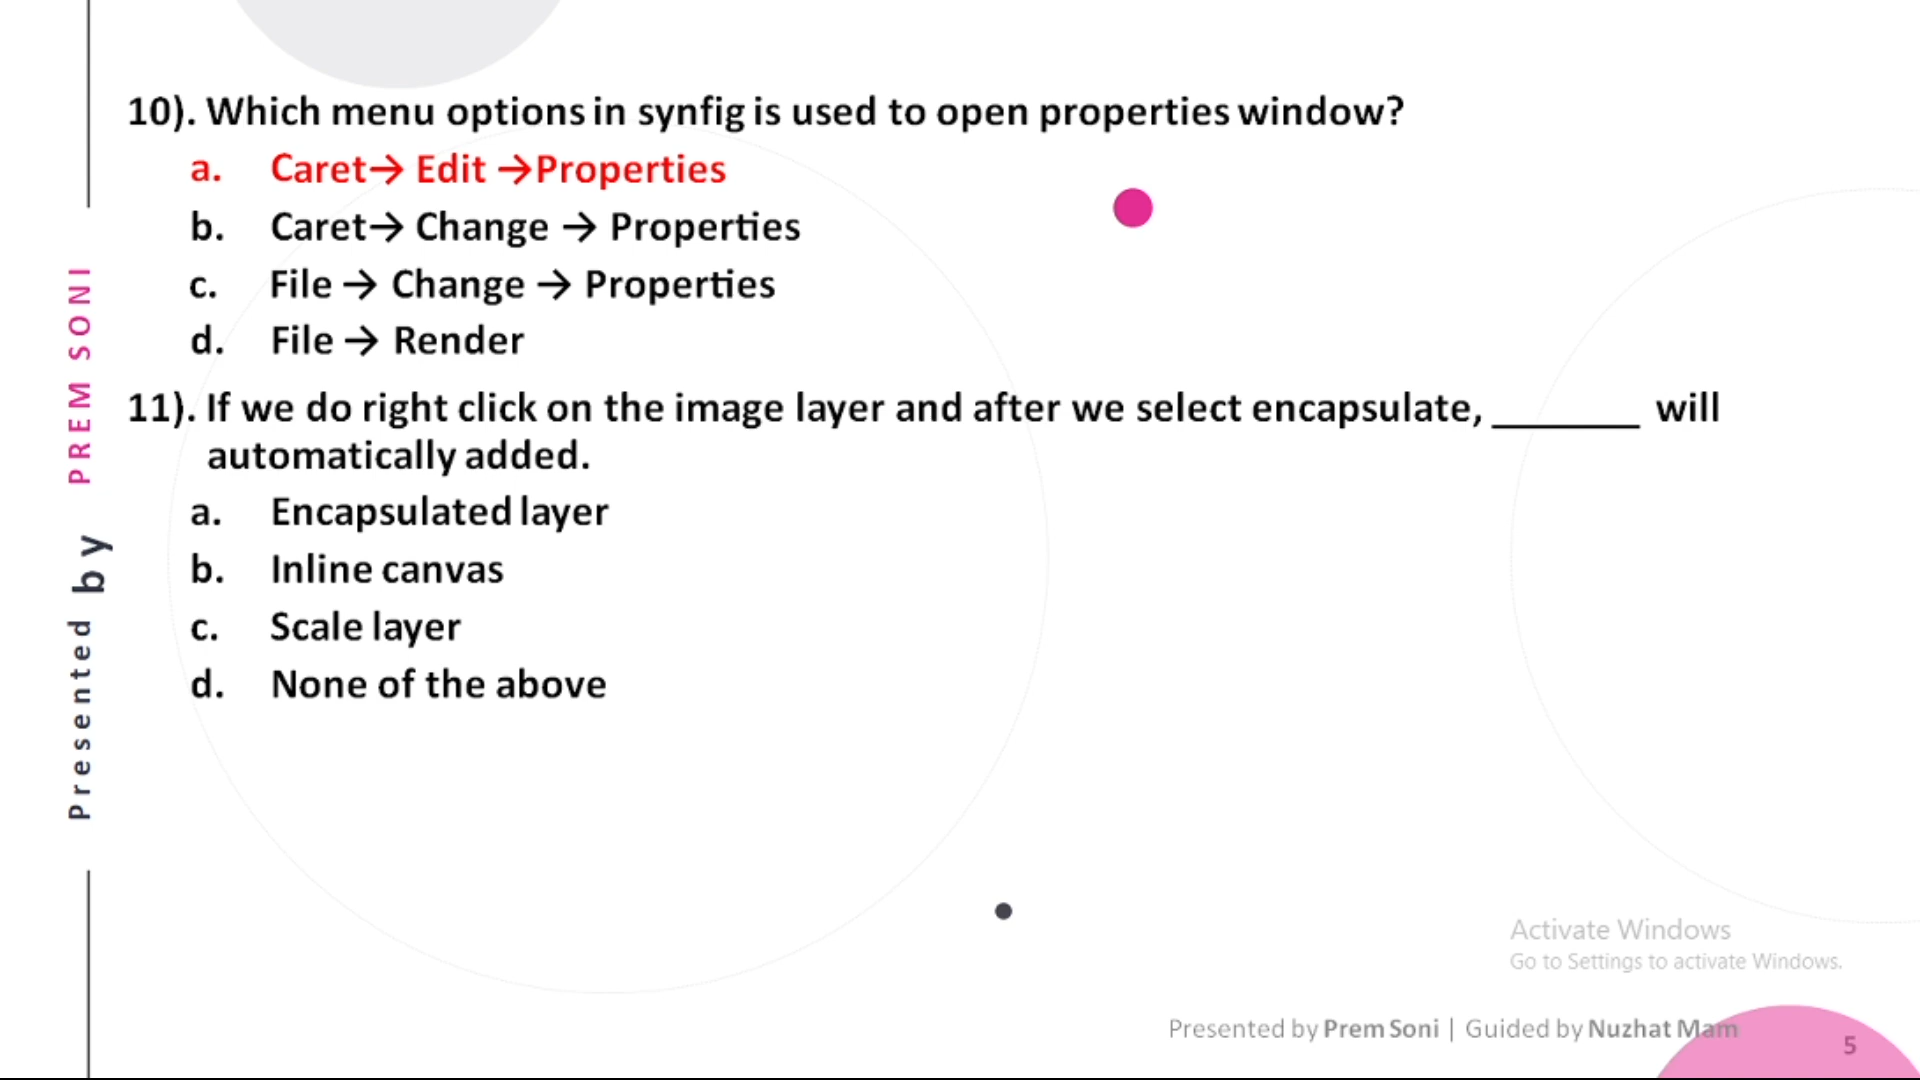 10). Which menu options in synfig is used to open properties window?
a. Caret→ Edit →Properties
b. Caret→ Change → Properties
c. File → Change → Properties
d. File → Render
11). If we do right click on the image layer and after we select encapsulate, _______ will
automatically added.
a. Encapsulated layer
b. Inline canvas
c. Scale layer
d. None of the above
Presented by PREM SONI
Activate Windows
Go to Settings to activate Windows.
Presented by Prem Soni | Guided by Nuzhat Mam
5